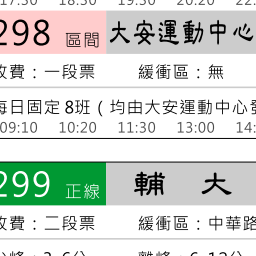 298 區間 大安運動中心
收費：一段票 緩衝區：無
每日固定 8班 ( 均由大安運動中心發
09:10 10:20 11:30 13:00 14:
299 正線 輔大
收費：二段票 緩衝區：中華路